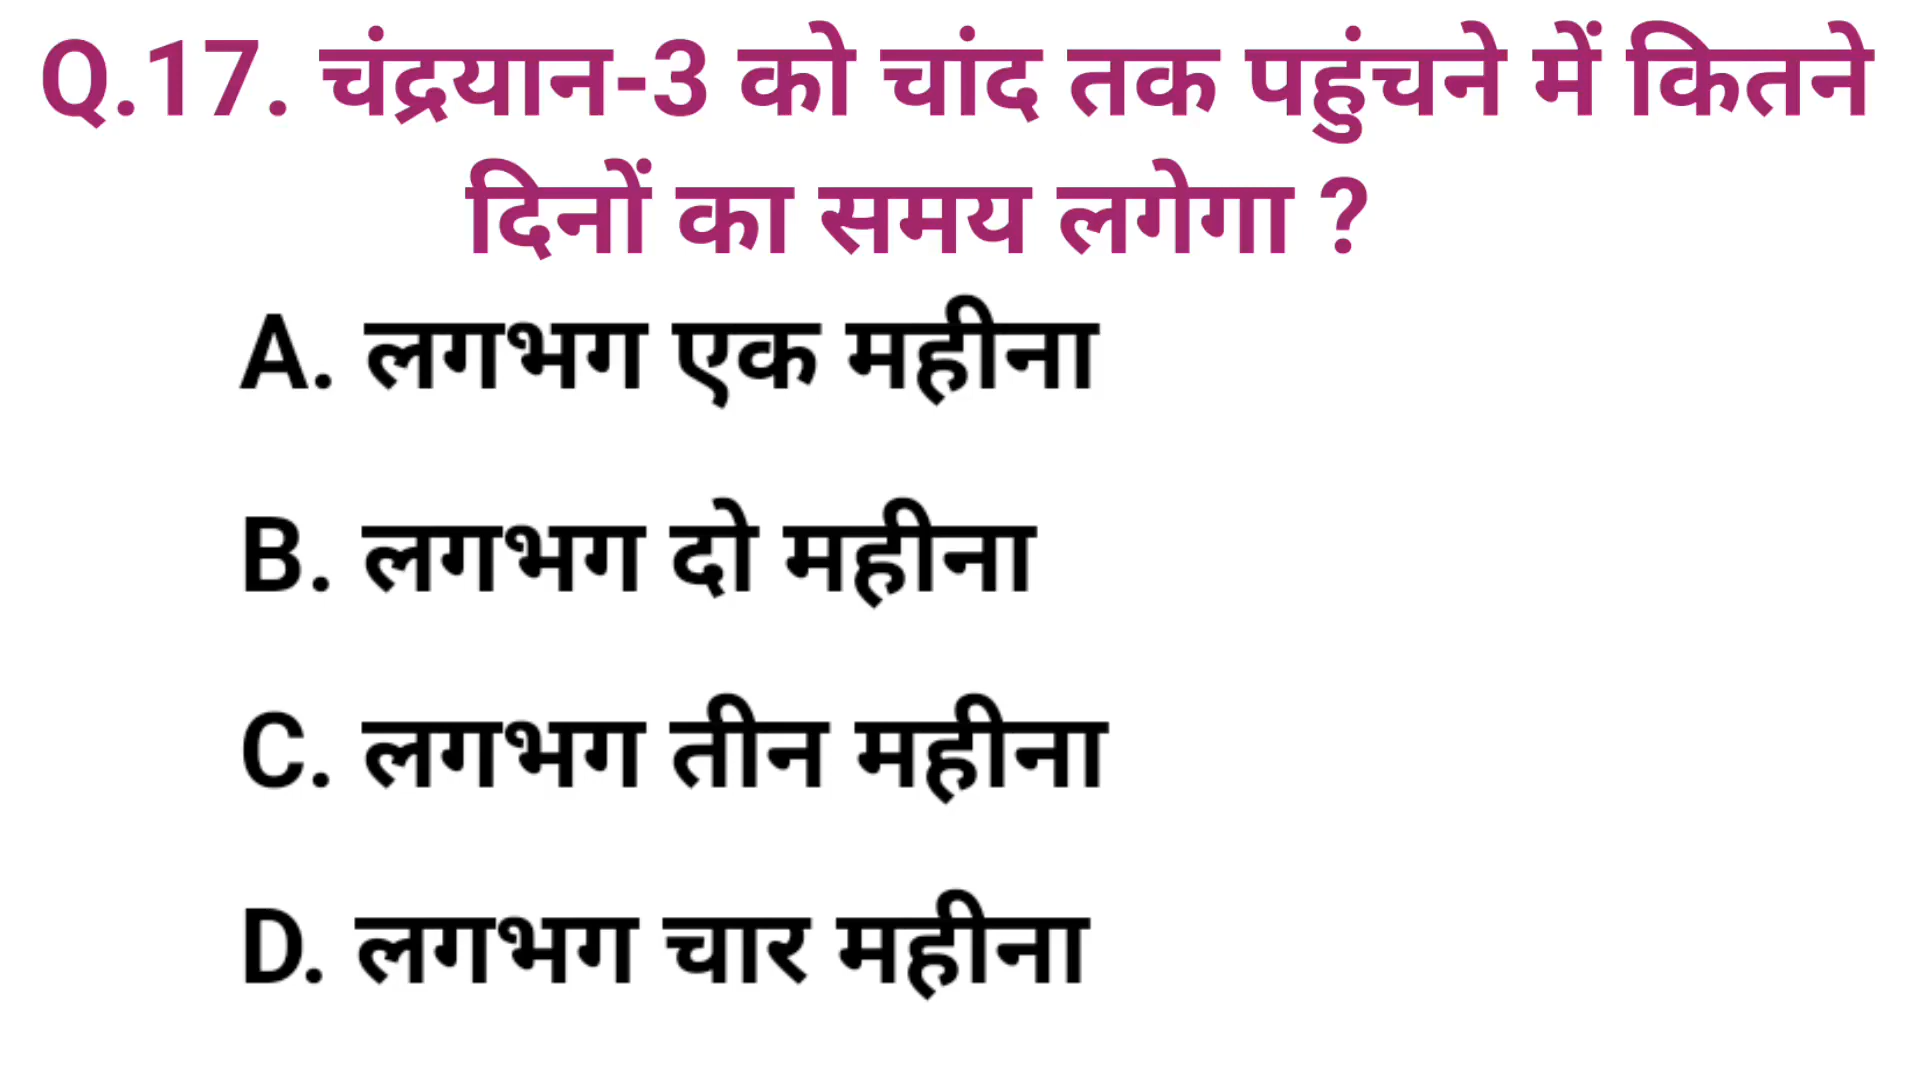 Q.17. चंद्रयान-3 को चांद तक पहुंचने में कितने
दिनों का समय लगेगा ?
A. लगभग एक महीना
B. लगभग दो महीना
C. लगभग तीन महीना
D. लगभग चार महीना